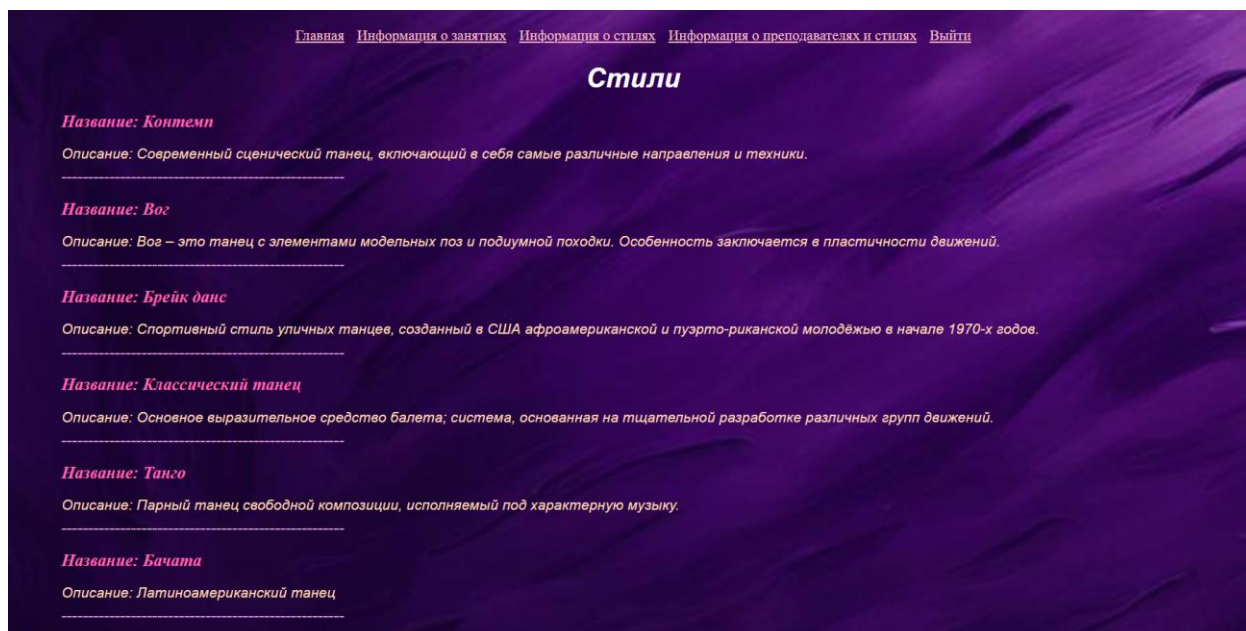 Главная Информация о занятиях Информация о стилях Информация о преподавателях и стилях Выйти
Стили
Название: Контемп
Описание: Современный сценический танец, включающий в себя самые различные направления и техники.
-----------------------------------------------------
Название: Вог
Описание: Вог – это танец с элементами модельных поз и подиумной походки. Особенность заключается в пластичности движений.
-----------------------------------------------------
Название: Брейк данс
Описание: Спортивный стиль уличных танцев, созданный в США афроамериканской и пуэрто-риканской молодёжью в начале 1970-х годов.
-----------------------------------------------------
Название: Классический танец
Описание: Основное выразительное средство балета; система, основанная на тщательной разработке различных групп движений.
-----------------------------------------------------
Название: Танго
Описание: Парный танец свободной композиции, исполняемый под характерную музыку.
-----------------------------------------------------
Название: Бачата
Описание: Латиноамериканский танец
-----------------------------------------------------